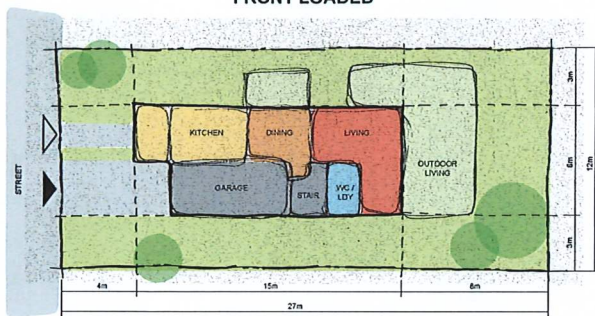 FRONT LOADED
STREET
KITCHEN
DINING
LIVING
OUTDOOR
LIVING
GARAGE
STAIR
WC /
LDY
3m
6m
12m
3m
4m
15m
8m
27m